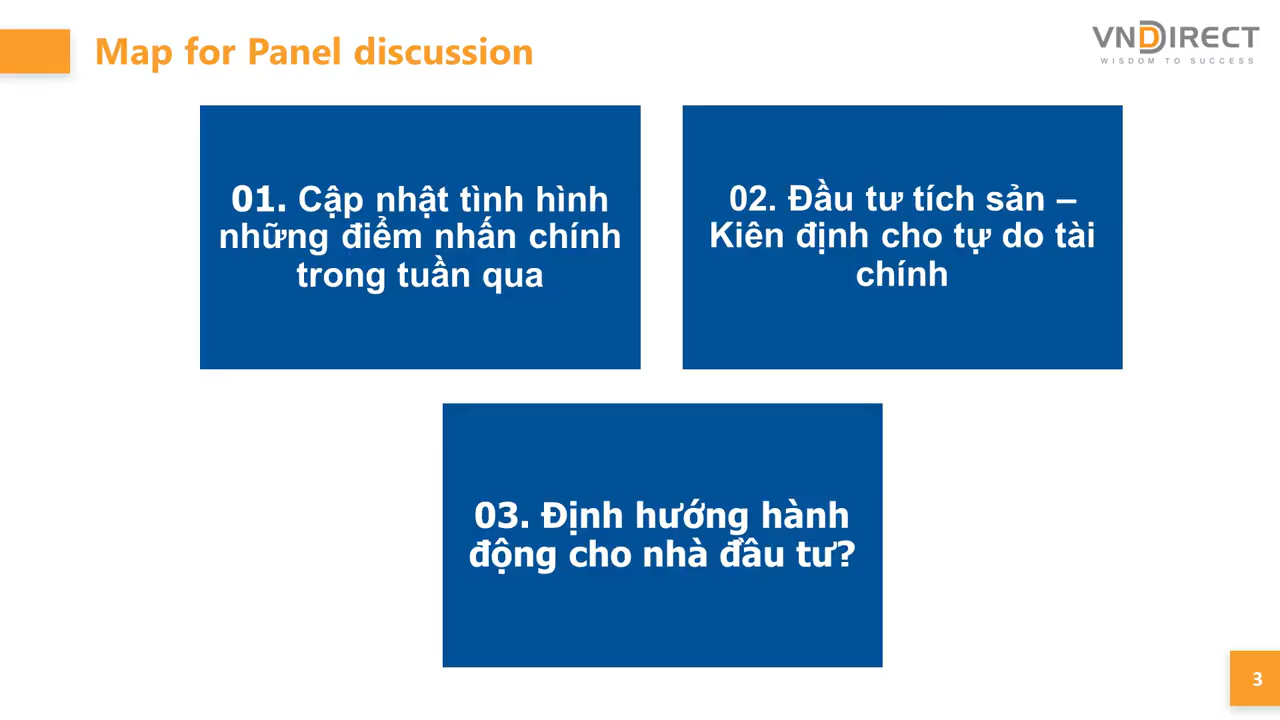 Map for Panel discussion
VNDIRECT
WISDOM TO SUCCESS
01. Cập nhật tình hình
những điểm nhấn chính
trong tuần qua
02. Đầu tư tích sản –
Kiên định cho tự do tài
chính
03. Định hướng hành
động cho nhà đầu tư?
3